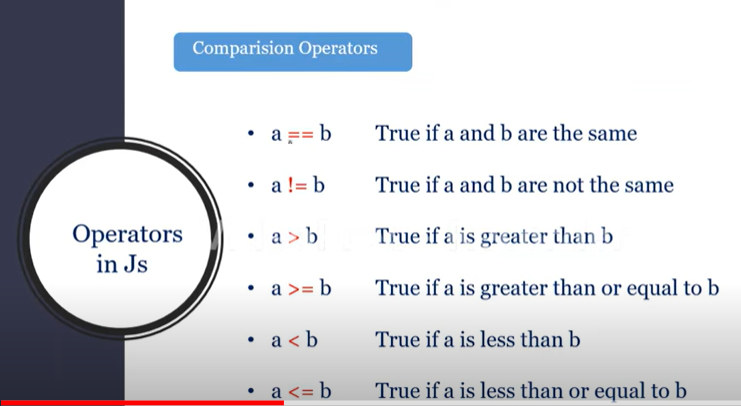 Comparision Operators
• a == b True if a and b are the same
• a != b True if a and b are not the same
Operators
in Js
• a > b True if a is greater than b
• a >= b True if a is greater than or equal to b
• a < b True if a is less than b
• a <= b True if a is less than or equal to b